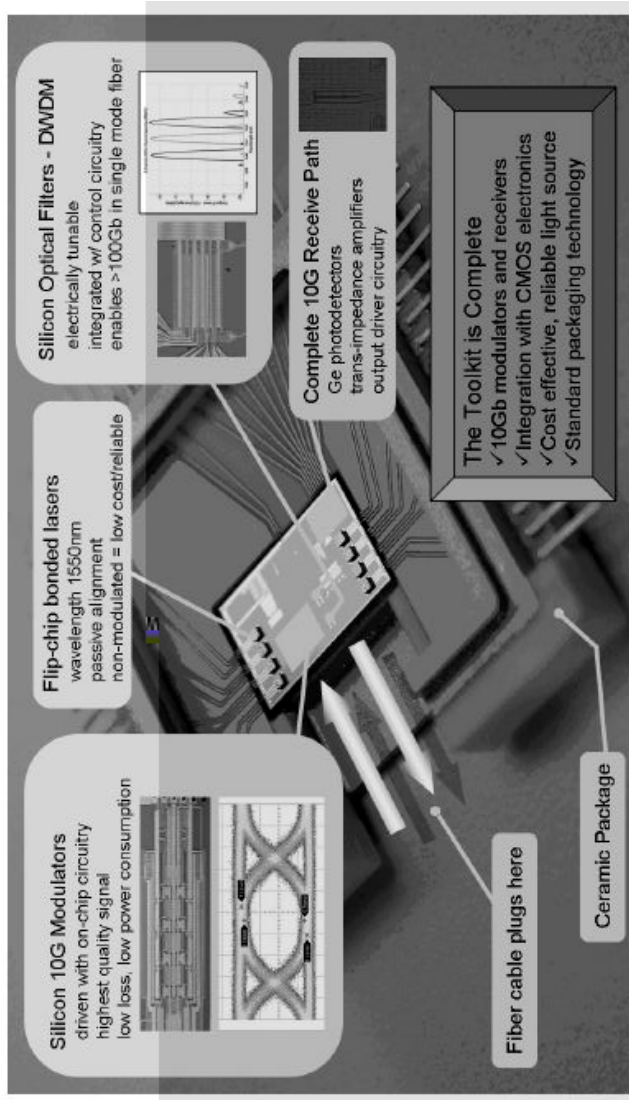 Silicon 10G Modulators
driven with on-chip circuitry
highest quality signal
low loss, low power consumption
Flip-chip bonded lasers
wavelength 1550nm
passive alignment
non-modulated = low cost/reliable
Silicon Optical Filters - DWDM
electrically tunable
integrated w/ control circuitry
enables >100Gb in single mode fiber
Complete 10G Receive Path
Ge photodetectors
trans-impedance amplifiers
output driver circuitry
Fiber cable plugs here
Ceramic Package
The Toolkit is Complete
✓10Gb modulators and receivers
✓Integration with CMOS electronics
✓Cost effective, reliable light source
✓Standard packaging technology